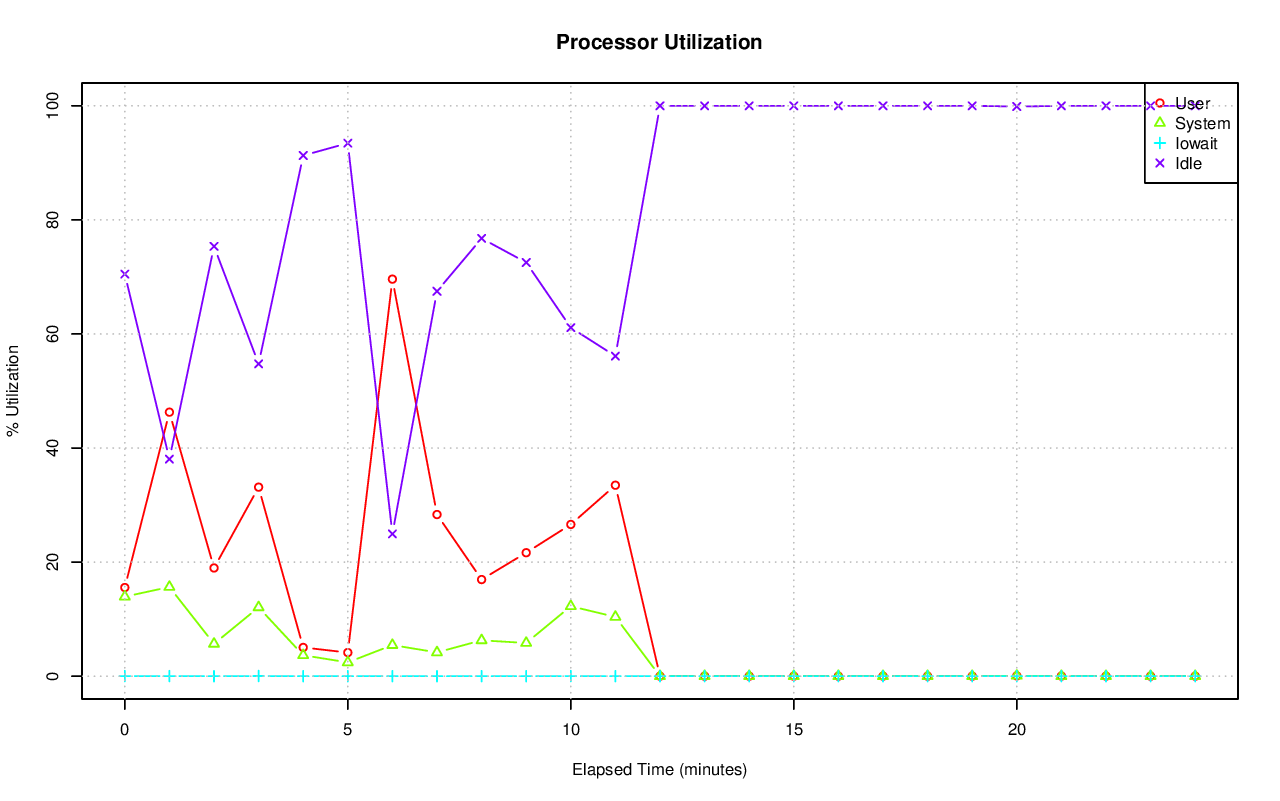 Processor Utilization
% Utilization
100
80
60
40
20
0
User
System
Iowait
Idle
0 5 10 15 20
Elapsed Time (minutes)